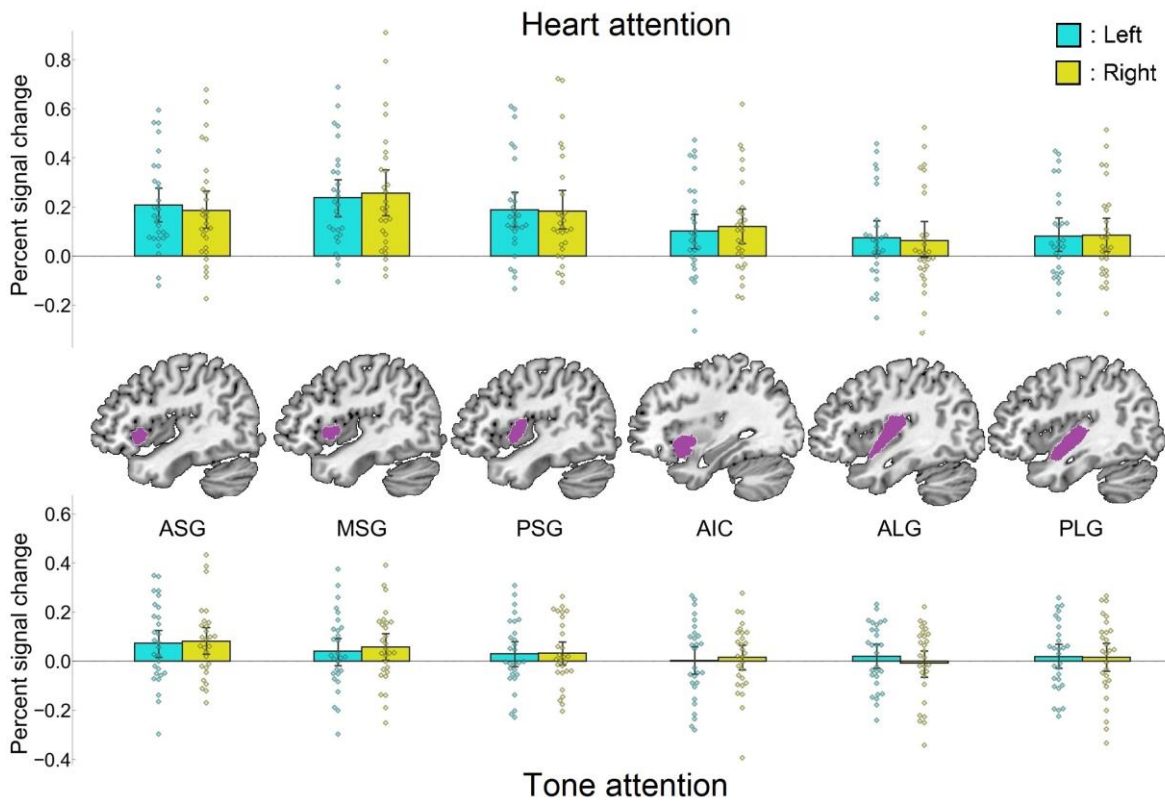 Heart attention
: Left
: Right
Percent signal change
0.8
0.6
0.4
0.2
0.0
−0.2
ASG MSG PSG AIC ALG PLG
Percent signal change
0.6
0.4
0.2
0.0
−0.2
−0.4
Tone attention